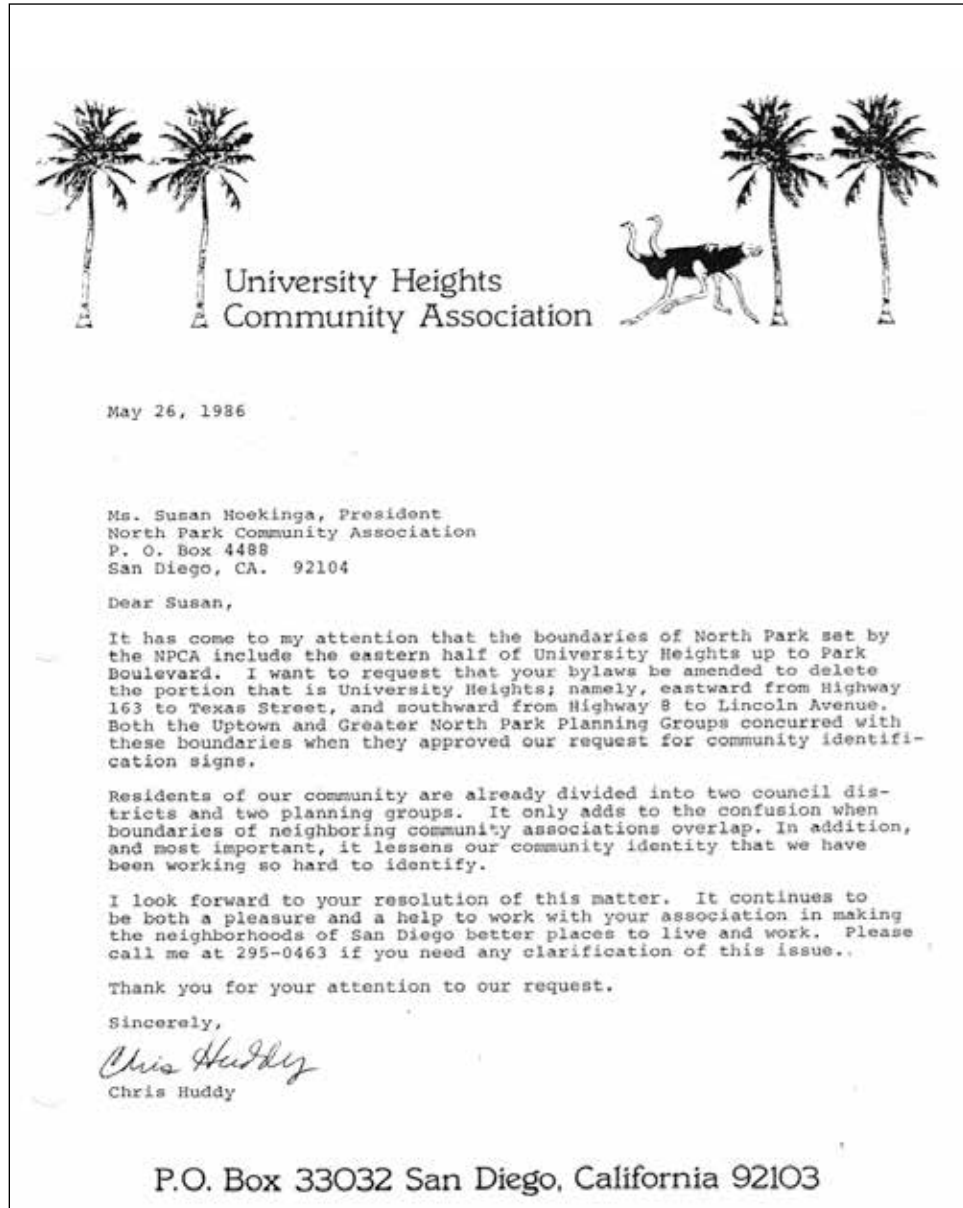 University Heights
Community Association
May 26, 1986
Ms. Susan Hoekinga, President
North Park Community Association
P. O. Box 4488
San Diego, CA.  92104
Dear Susan,
It has come to my attention that the boundaries of North Park set by
the NPCA include the eastern half of University Heights up to Park
Boulevard.  I want to request that your bylaws be amended to delete
the portion that is University Heights; namely, eastward from Highway
163 to Texas Street, and southward from Highway 8 to Lincoln Avenue.
Both the Uptown and Greater North Park Planning Groups concurred with
these boundaries when they approved our request for community identifi-
cation signs.
Residents of our community are already divided into two council dis-
tricts and two planning groups.  It only adds to the confusion when
boundaries of neighboring community associations overlap. In addition,
and most important, it lessens our community identity that we have
been working so hard to identify.
I look forward to your resolution of this matter.  It continues to
be both a pleasure and a help to work with your association in making
the neighborhoods of San Diego better places to live and work.  Please
call me at 295-0463 if you need any clarification of this issue..
Thank you for your attention to our request.
Sincerely,
Chris Huddy
Chris Huddy
P.O. Box 33032 San Diego, California 92103